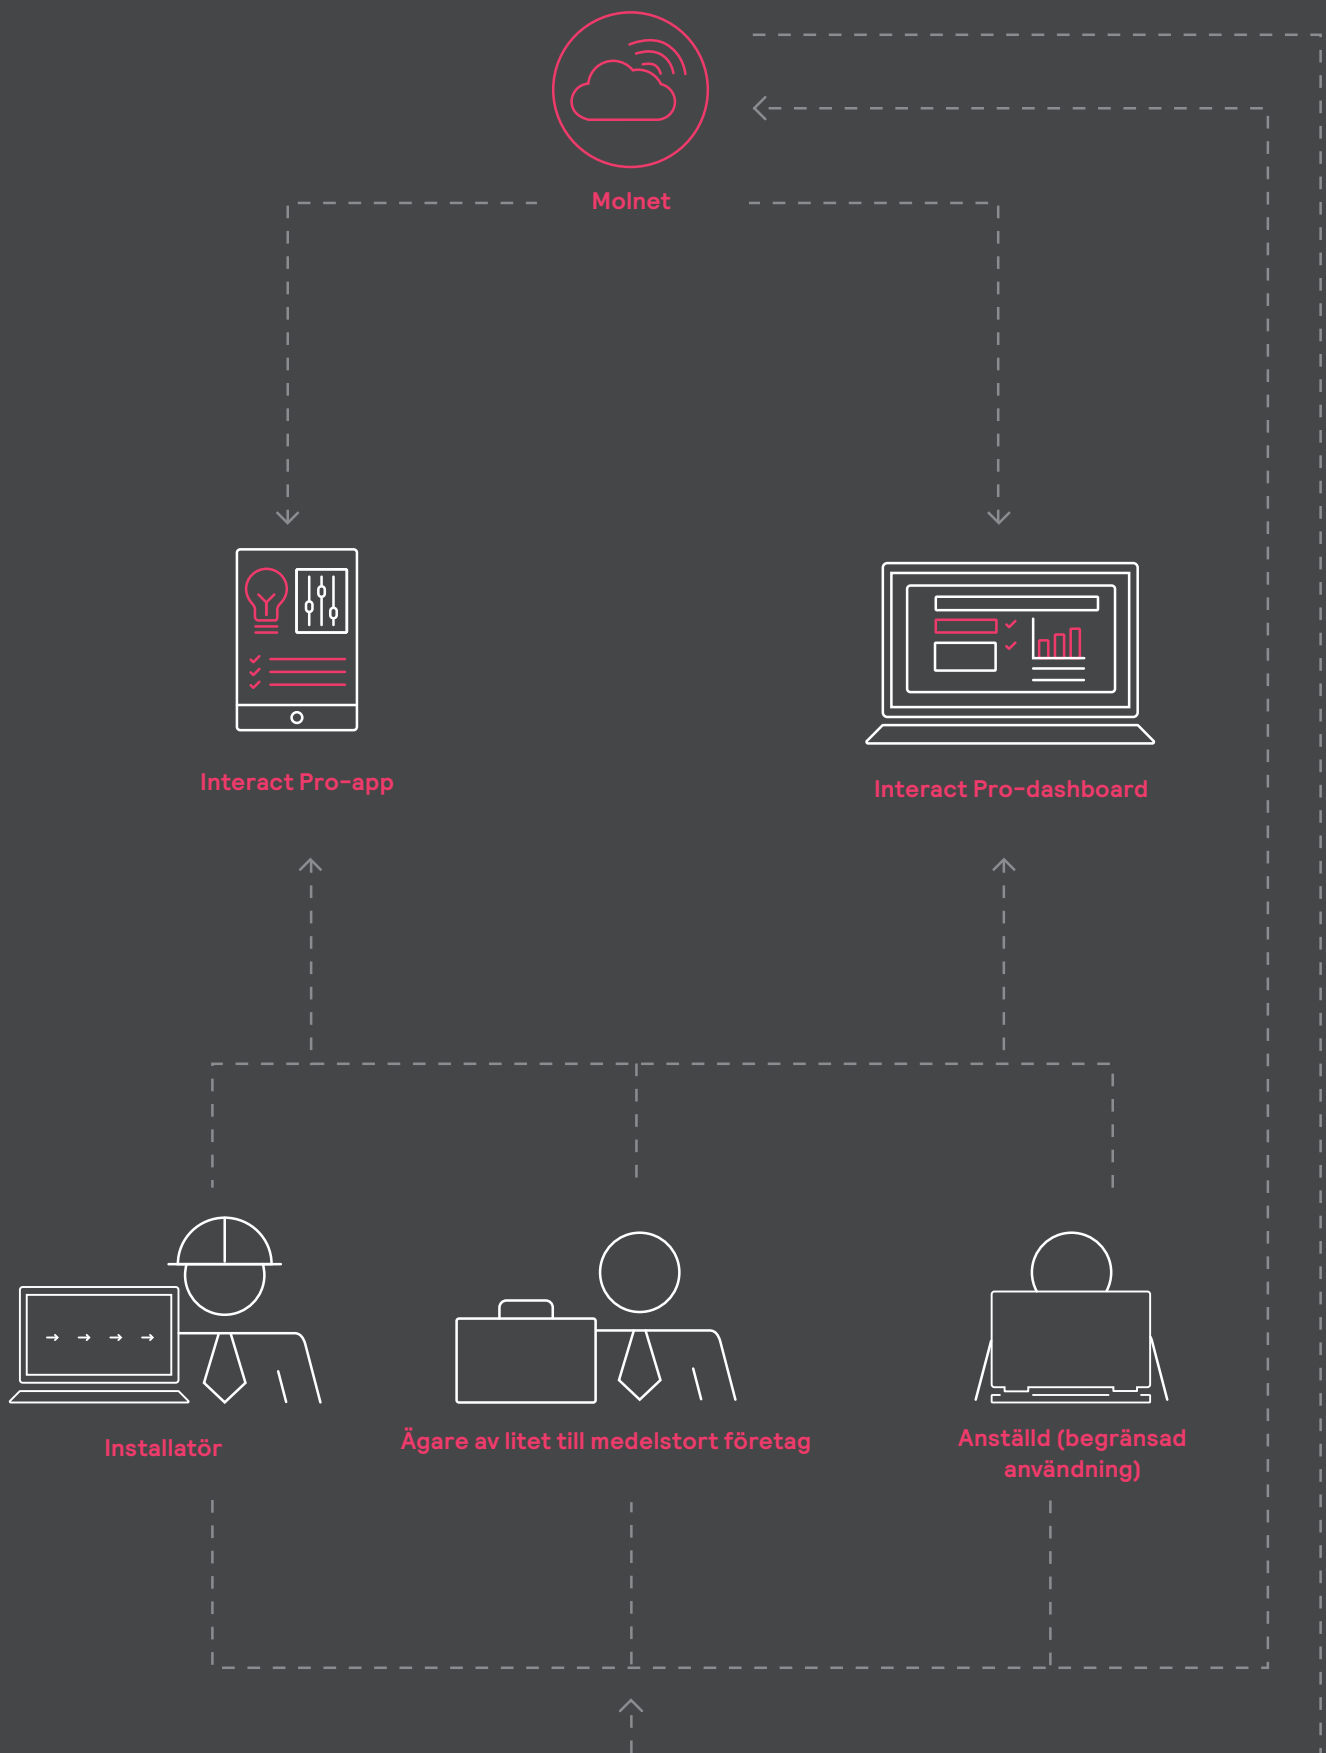 Molnet
Interact Pro-app
Interact Pro-dashboard
Installatör
Ägare av litet till medelstort företag
Anställd (begränsad
användning)